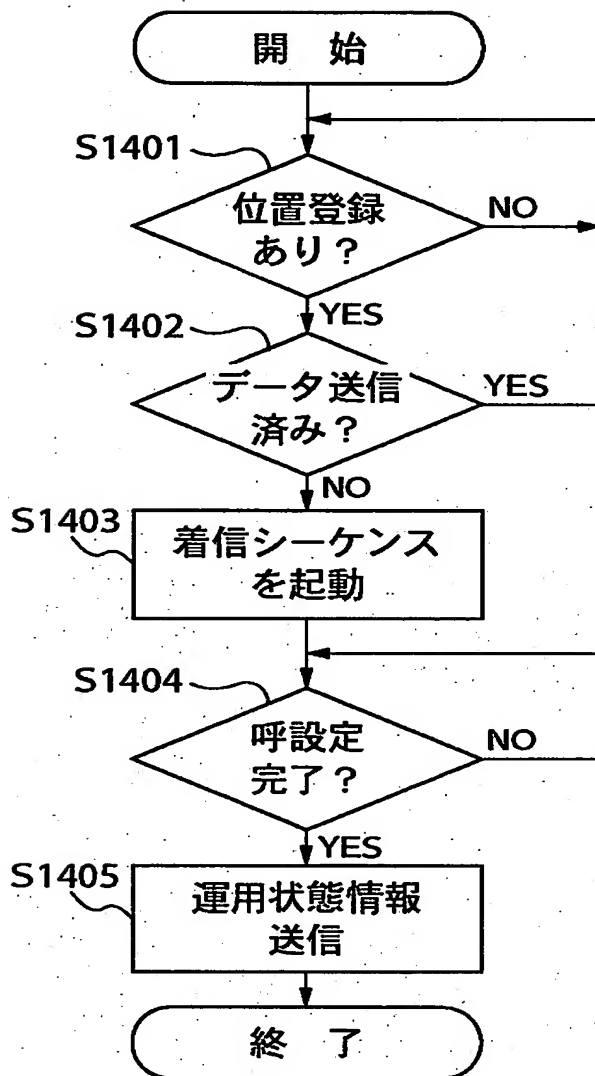 開 始
S1401
位置登録
あり？
NO
YES
S1402
データ送信
済み？
YES
NO
S1403
着信シーケンス
を起動
S1404
呼設定
完了？
NO
YES
S1405
運用状態情報
送信
終 了